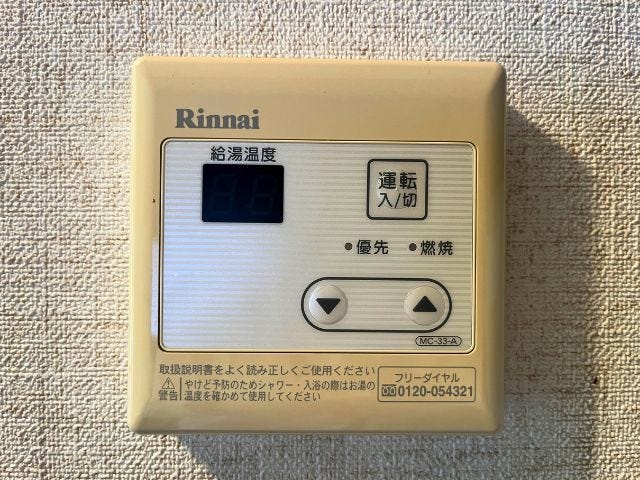 Rinnai
給湯温度
運転
入/切
優先
燃焼
MC-33-A
取扱説明書をよく読み正しくご使用ください
警告
やけど予防のためシャワー・入浴の際はお湯の
温度を確かめて使用してください
フリーダイヤル
0120-054321